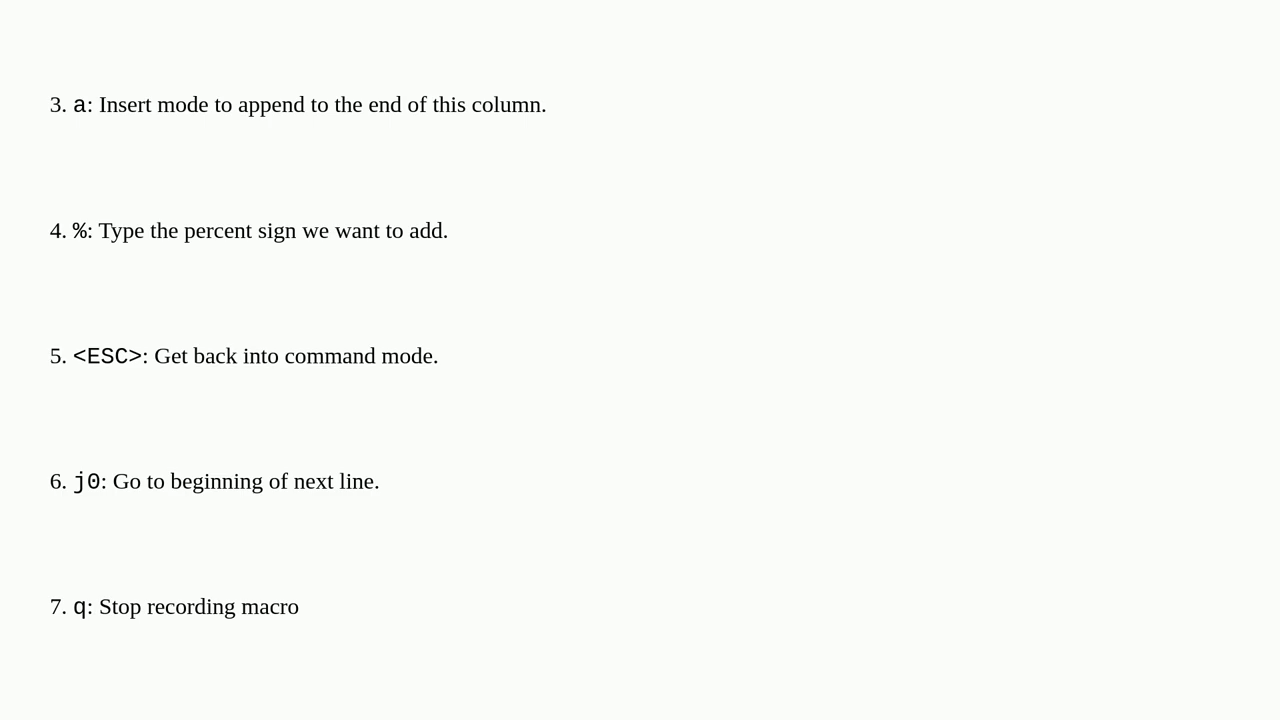 3. a: Insert mode to append to the end of this column.
4. %: Type the percent sign we want to add.
5. <ESC>: Get back into command mode.
6. j0: Go to beginning of next line.
7. q: Stop recording macro